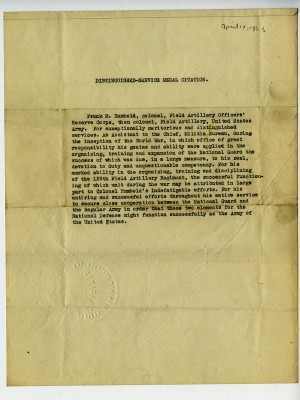 DISTINGUISHED-SERVICE MEDAL CITATION.
Frank M. Rumbold, colonel, Field Artillery Officers'
Reserve Corps, then colonel, Field Artillery, United States
Army. For exceptionally meritorious and distinguished
services. As Assistant to the Chief, Militia Bureau, during
the inception of the World War, in which office of great
responsibility his genius and ability were applied in the
organizing, training and expansion of the National Guard the
success of which was due, in a large measure, to his zeal,
devotion to duty and unquestionable competency. For his
marked ability in the organizing, training and disciplining
of the 128th Field Artillery Regiment, the successful function-
ing of which unit during the war may be attributed in large
part to Colonel Rumbold's indefatigable efforts. For his
untiring and successful efforts throughout his entire service
to secure close cooperation between the National Guard and
the Regular Army in order that these two elements for the
National Defense might function successfully as the Army of
the United States.